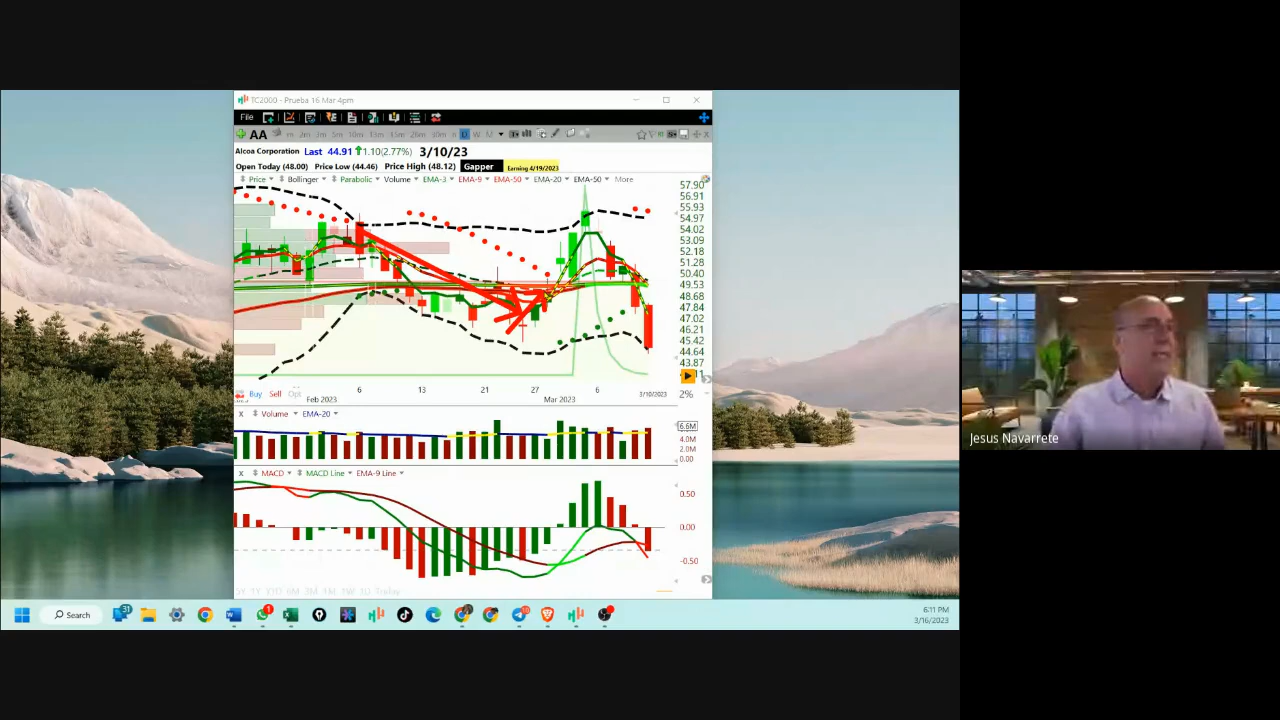 TC2000 - Prueba 16 Mar 4pm
File
AA
Alcoa Corporation Last 44.91 1.10(2.77%) 3/10/23
Open Today (48.00) Price Low (44.46) Price High (48.12) Gapper Earning 4/19/2023
Price Bollinger Parabolic Volume EMA-3 EMA-9 EMA-50 EMA-20 EMA-50 More
57.90
56.91
55.93
54.97
54.02
53.09
52.18
51.28
50.40
49.53
48.68
47.84
47.02
46.21
45.42
44.64
43.87
6 13 21 27 6 3/10/2023
Buy Sell Opt 2%
Feb 2023 Mar 2023
X Volume EMA-20
6.6M
4.0M
2.0M
0.00
X MACD MACD Line EMA-9 Line
0.50
0.00
-0.50
Today
Jesus Navarrete
Search
31
1
6:11 PM
3/16/2023